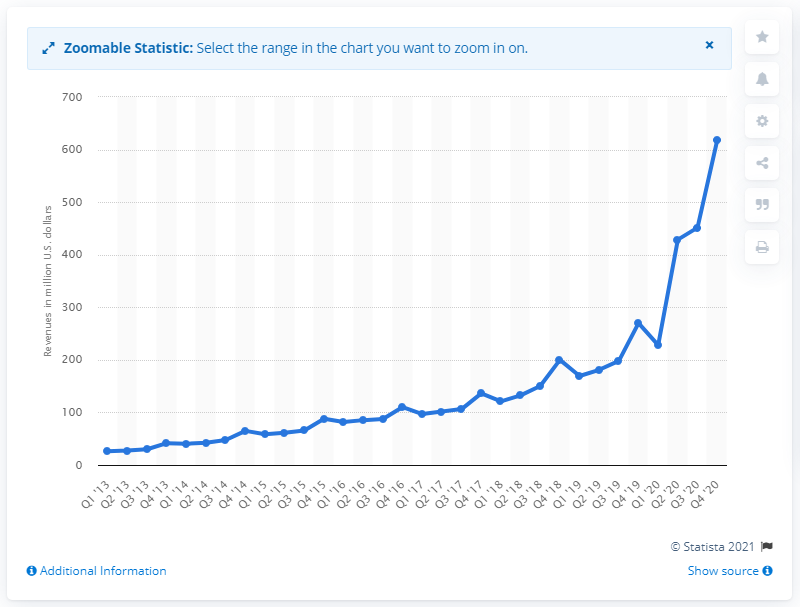 Zoomable Statistic: Select the range in the chart you want to zoom in on.
×
700
600
500
400
300
200
100
0
Revenues in million U.S. dollars
Q1 '13
Q2 '13
Q3 '13
Q4 '13
Q1 '14
Q2 '14
Q3 '14
Q4 '14
Q1 '15
Q2 '15
Q3 '15
Q4 '15
Q1 '16
Q2 '16
Q3 '16
Q4 '16
Q1 '17
Q2 '17
Q3 '17
Q4 '17
Q1 '18
Q2 '18
Q3 '18
Q4 '18
Q1 '19
Q2 '19
Q3 '19
Q4 '19
Q1 '20
Q2 '20
Q3 '20
Q4 '20
© Statista 2021
Additional Information
Show source